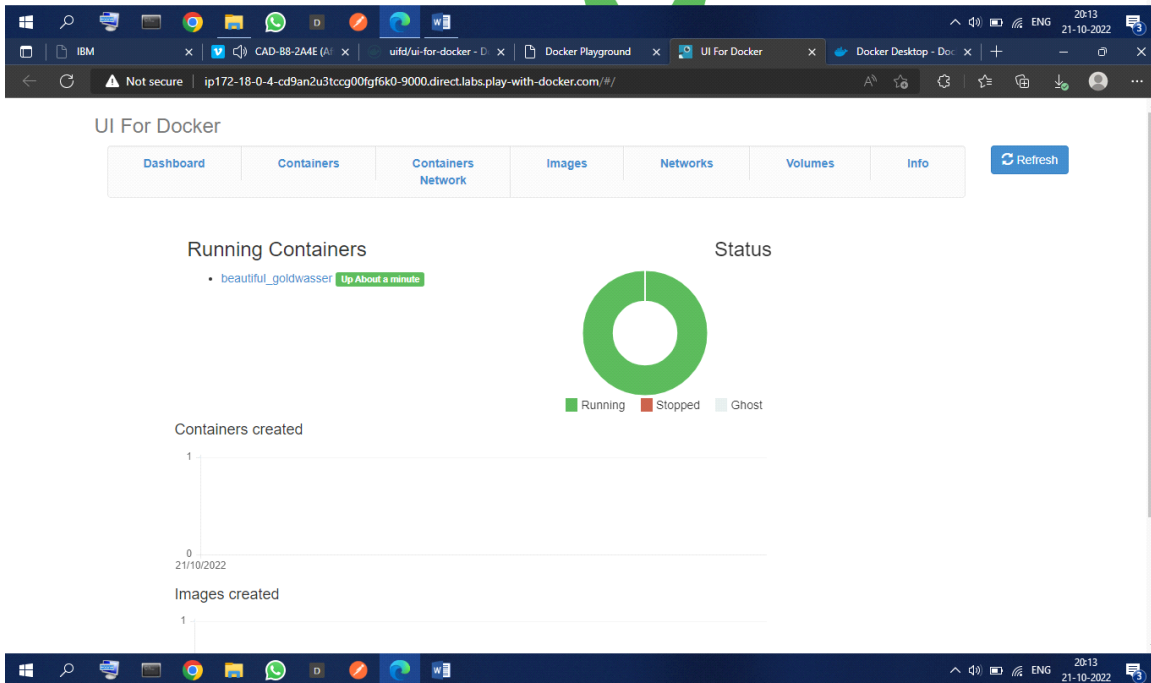 ENG
20:13
21-10-2022
3
IBM
CAD-B8-2A4E (Af
uifd/ui-for-docker - D
Docker Playground
UI For Docker
Docker Desktop - Doc
Not secure | ip172-18-0-4-cd9an2u3tccg00fgf6k0-9000.direct.labs.play-with-docker.com/#/
UI For Docker
Dashboard
Containers
Containers
Network
Images
Networks
Volumes
Info
Refresh
Running Containers
Status
beautiful_goldwasser Up About a minute
Running Stopped Ghost
Containers created
1
0
21/10/2022
Images created
1
ENG
20:13
21-10-2022
3